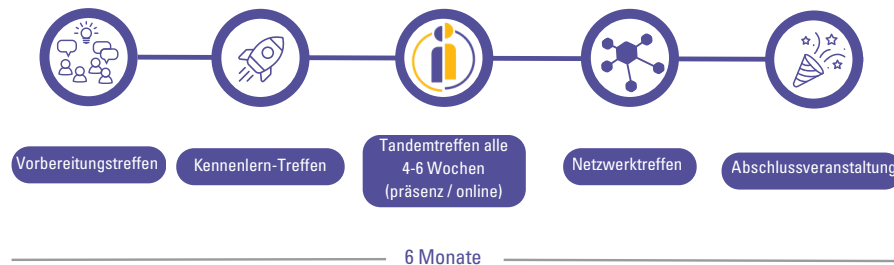 Vorbereitungstreffen
Kennenlern-Treffen
Tandemtreffen alle
4-6 Wochen
(präsenz / online)
Netzwerktreffen
Abschlussveranstaltung
6 Monate